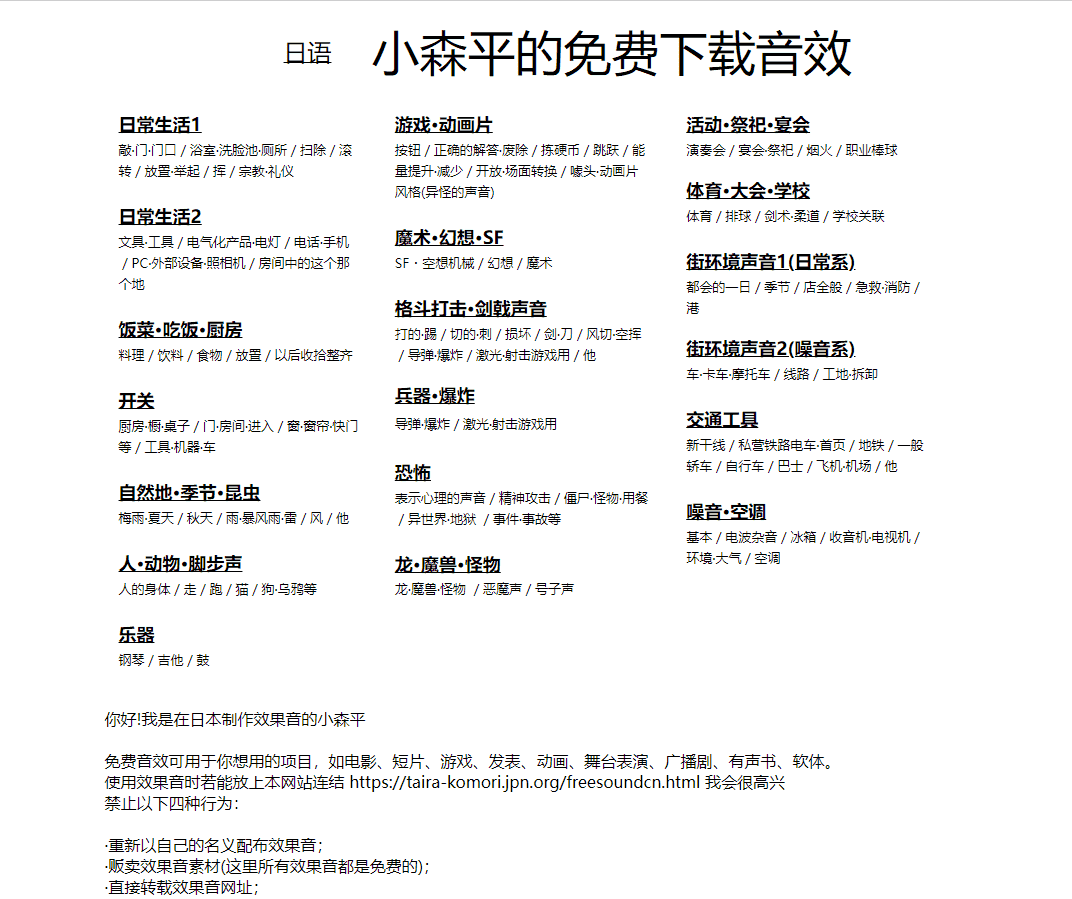 日语 小森平的免费下载音效
日常生活1
敲·门·门口 / 浴室·洗脸池·厕所 / 扫除 / 滚
转 / 放置·举起 / 挥 / 宗教·礼仪
日常生活2
文具·工具 / 电气化产品·电灯 / 电话·手机
/ PC·外部设备·照相机 / 房间中的这个那
个地
饭菜•吃饭•厨房
料理 / 饮料 / 食物 / 放置 / 以后收拾整齐
开关
厨房·橱·桌子 / 门·房间·进入 / 窗·窗帘·快门
等 / 工具·机器·车
自然地•季节•昆虫
梅雨·夏天 / 秋天 / 雨·暴风雨·雷 / 风 / 他
人•动物•脚步声
人的身体 / 走 / 跑 / 猫 / 狗·乌鸦等
乐器
钢琴 / 吉他 / 鼓
游戏•动画片
按钮 / 正确的解答·废除 / 拣硬币 / 跳跃 / 能
量提升·减少 / 开放·场面转换 / 噱头·动画片
风格(异怪的声音)
魔术•幻想•SF
SF・空想机械 / 幻想 / 魔术
格斗打击•剑戟声音
打的·踢 / 切的·刺 / 损坏 / 剑·刀 / 风切·空挥
/ 导弹·爆炸 / 激光·射击游戏用 / 他
兵器•爆炸
导弹·爆炸 / 激光·射击游戏用
恐怖
表示心理的声音 / 精神攻击 / 僵尸·怪物·用餐
/ 异世界·地狱 / 事件·事故等
龙•魔兽•怪物
龙·魔兽·怪物 / 恶魔声 / 号子声
活动•祭祀•宴会
演奏会 / 宴会·祭祀 / 烟火 / 职业棒球
体育•大会•学校
体育 / 排球 / 剑术·柔道 / 学校关联
街环境声音1(日常系)
都会的一日 / 季节 / 店全般 / 急救·消防 /
港
街环境声音2(噪音系)
车·卡车·摩托车 / 线路 / 工地·拆卸
交通工具
新干线 / 私营铁路电车·首页 / 地铁 / 一般
轿车 / 自行车 / 巴士 / 飞机·机场 / 他
噪音•空调
基本 / 电波杂音 / 冰箱 / 收音机·电视机 /
环境·大气 / 空调
你好!我是在日本制作效果音的小森平
免费音效可用于你想用的项目，如电影、短片、游戏、发表、动画、舞台表演、广播剧、有声书、软体。
使用效果音时若能放上本网站连结 https://taira-komori.jpn.org/freesoundcn.html 我会很高兴
禁止以下四种行为：
·重新以自己的名义配布效果音；
·贩卖效果音素材(这里所有效果音都是免费的)；
·直接转载效果音网址；